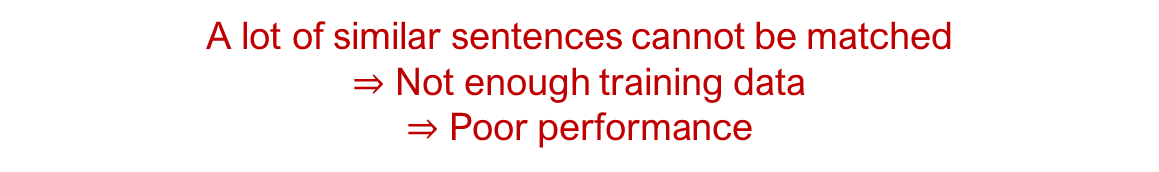 A lot of similar sentences cannot be matched
⇒ Not enough training data
⇒ Poor performance